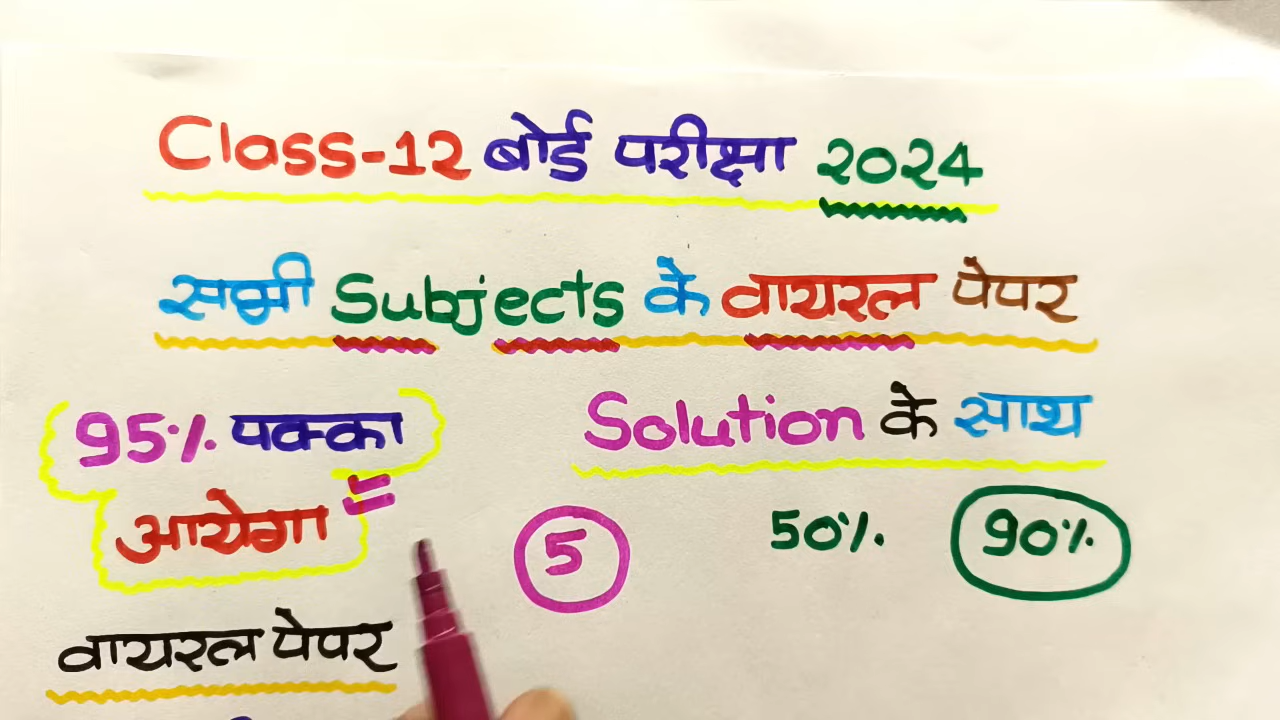 Class-12 बोर्ड परीक्षा 2024
सभी Subjects के वायरल पेपर
95% पक्का
आयेगा
Solution के साथ
5 50% 90%
वायरल पेपर